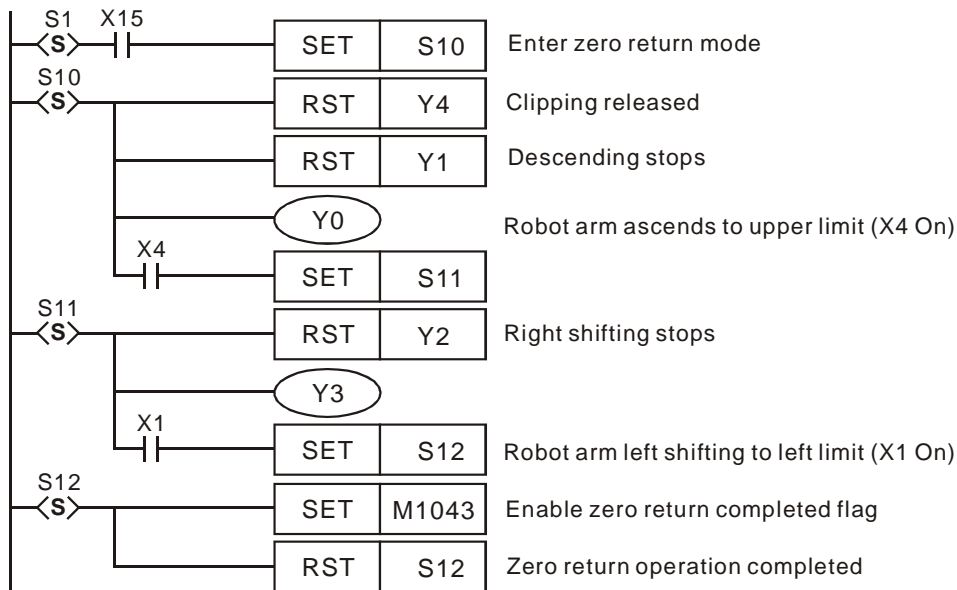 S1 X15
S SET S10 Enter zero return mode
S10
S RST Y4 Clipping released
RST Y1 Descending stops
Y0 Robot arm ascends to upper limit (X4 On)
X4
SET S11
S11
S RST Y2 Right shifting stops
Y3
X1
SET S12 Robot arm left shifting to left limit (X1 On)
S12
S SET M1043 Enable zero return completed flag
RST S12 Zero return operation completed